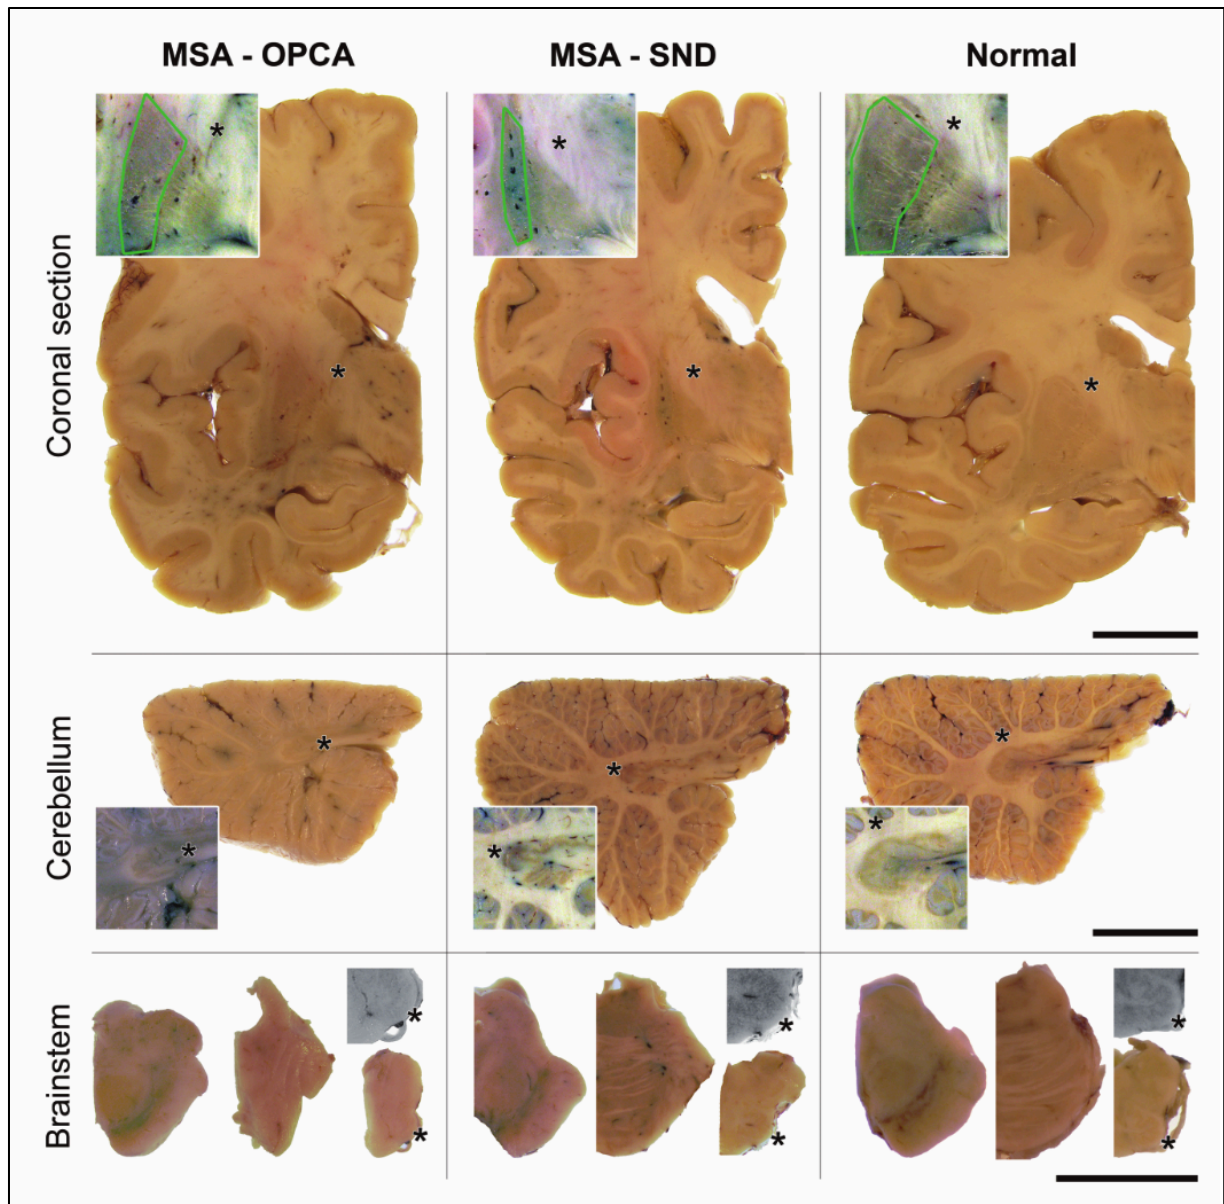 MSA - OPCA
MSA - SND
Normal
Coronal section
Cerebellum
Brainstem